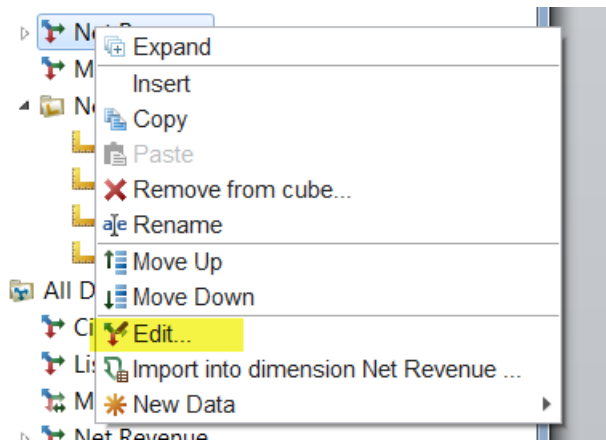 Expand
Insert
Copy
Paste
Remove from cube...
Rename
Move Up
Move Down
All D
Edit...
Import into dimension Net Revenue ...
New Data
Net Revenue